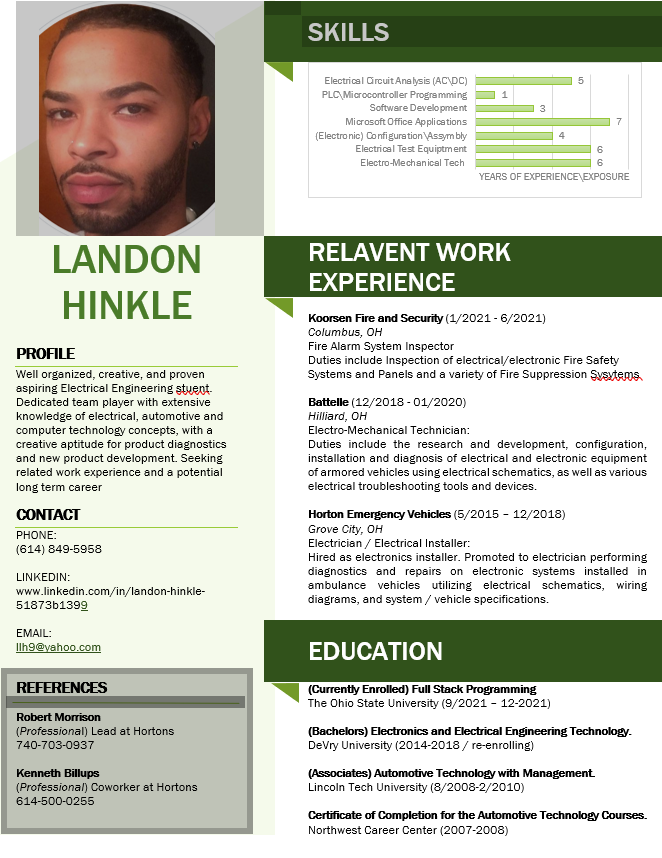 LANDON
HINKLE
PROFILE
Well organized, creative, and proven
aspiring Electrical Engineering stuent.
Dedicated team player with extensive
knowledge of electrical, automotive and
computer technology concepts, with a
creative aptitude for product diagnostics
and new product development. Seeking
related work experience and a potential
long term career
CONTACT
PHONE:
(614) 849-5958
LINKEDIN:
www.linkedin.com/in/landon-hinkle-
51873b1399
EMAIL:
llh9@yahoo.com
REFERENCES
Robert Morrison
(Professional) Lead at Hortons
740-703-0937
Kenneth Billups
(Professional) Coworker at Hortons
614-500-0255
SKILLS
Electrical Circuit Analysis (AC\DC) 5
PLC\Microcontroller Programming 1
Software Development 3
Microsoft Office Applications 7
(Electronic) Configuration\Assymbly 4
Electrical Test Equiptment 6
Electro-Mechanical Tech 6
YEARS OF EXPERIENCE\EXPOSURE
RELAVENT WORK
EXPERIENCE
Koorsen Fire and Security (1/2021 - 6/2021)
Columbus, OH
Fire Alarm System Inspector
Duties include Inspection of electrical/electronic Fire Safety
Systems and Panels and a variety of Fire Suppression Sysytems.
Battelle (12/2018 - 01/2020)
Hilliard, OH
Electro-Mechanical Technician:
Duties include the research and development, configuration,
installation and diagnosis of electrical and electronic equipment
of armored vehicles using electrical schematics, as well as various
electrical troubleshooting tools and devices.
Horton Emergency Vehicles (5/2015 – 12/2018)
Grove City, OH
Electrician / Electrical Installer:
Hired as electronics installer. Promoted to electrician performing
diagnostics and repairs on electronic systems installed in
ambulance vehicles utilizing electrical schematics, wiring
diagrams, and system / vehicle specifications.
EDUCATION
(Currently Enrolled) Full Stack Programming
The Ohio State University (9/2021 – 12-2021)
(Bachelors) Electronics and Electrical Engineering Technology.
DeVry University (2014-2018 / re-enrolling)
(Associates) Automotive Technology with Management.
Lincoln Tech University (8/2008-2/2010)
Certificate of Completion for the Automotive Technology Courses.
Northwest Career Center (2007-2008)